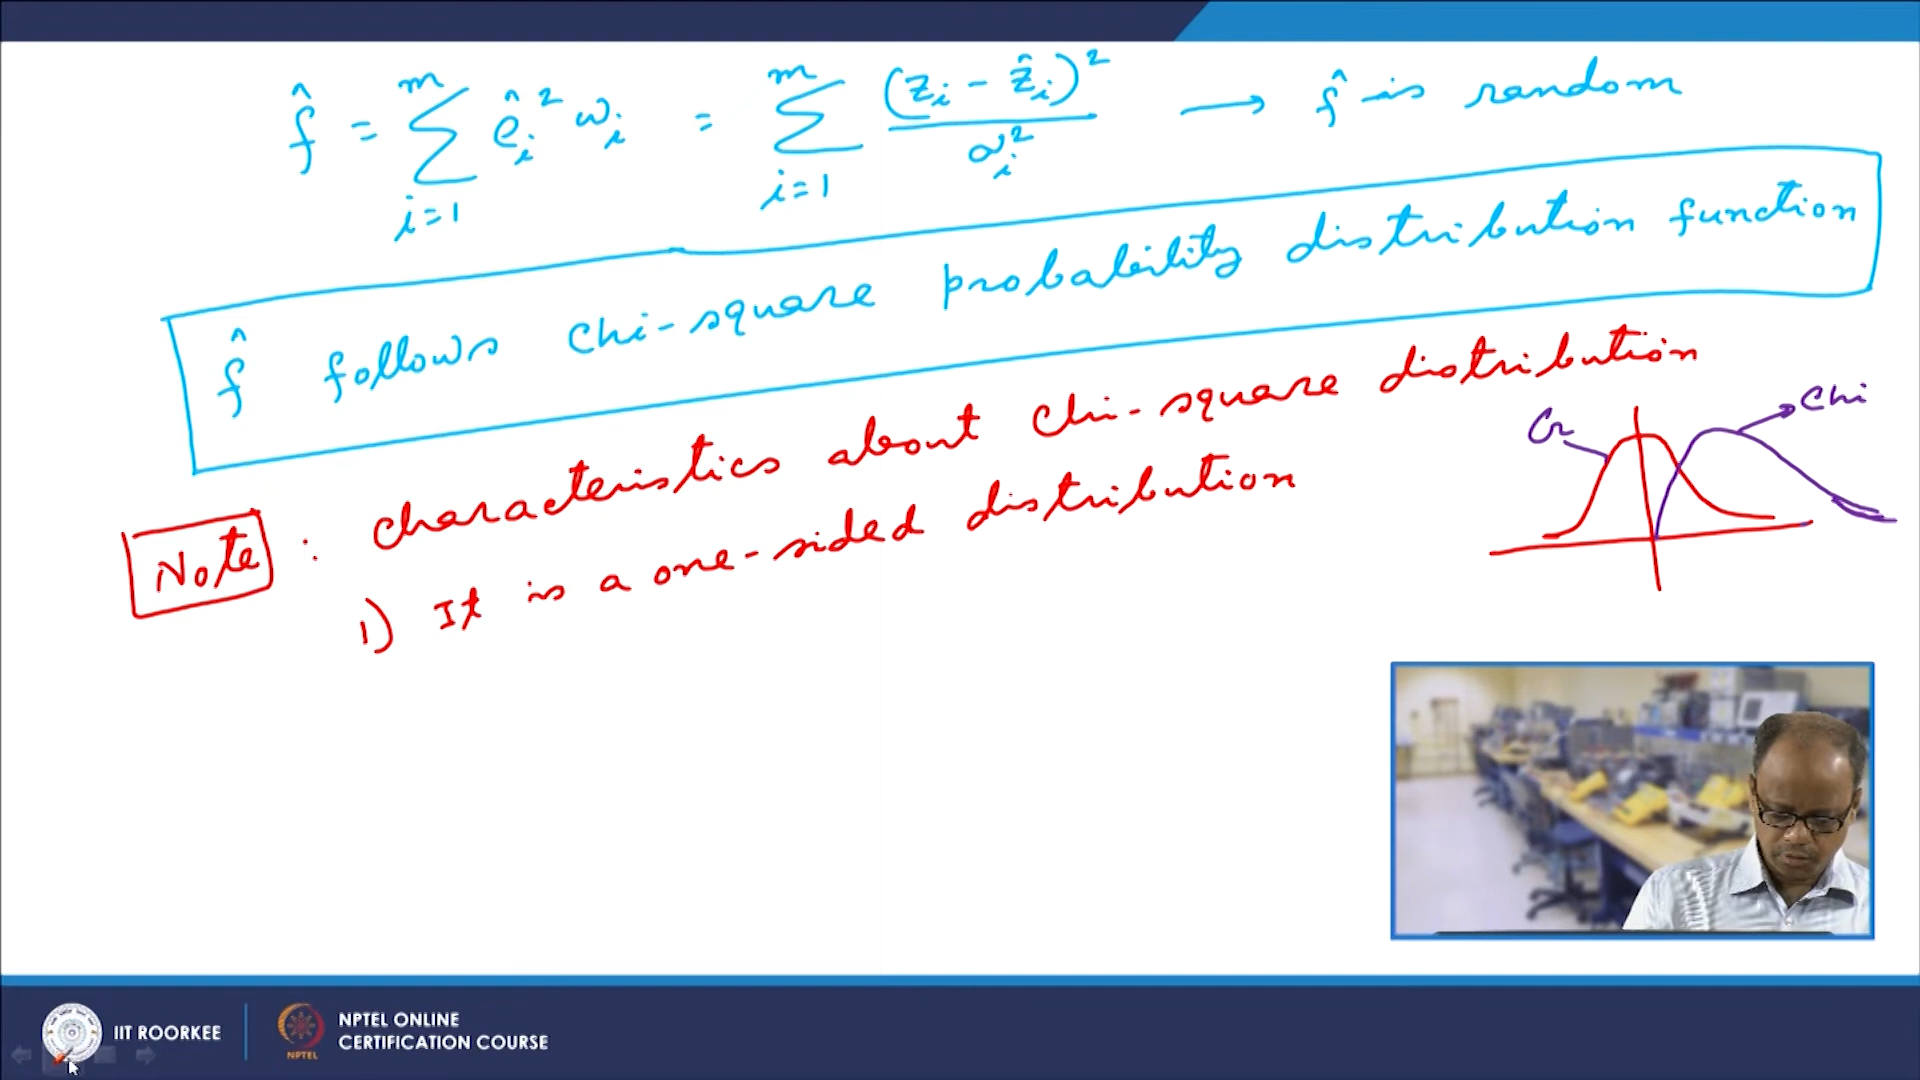 f̂ = Σ_{i=1}^{m} ê_i² w_i = Σ_{i=1}^{m} (z_i - ẑ_i)² / σ_i² → f̂ is random
f̂ follows Chi-square probability distribution function
Note : Characteristics about Chi-square distribution
1) It is a one-sided distribution
G
Chi
IIT ROORKEE
NPTEL
NPTEL ONLINE
CERTIFICATION COURSE